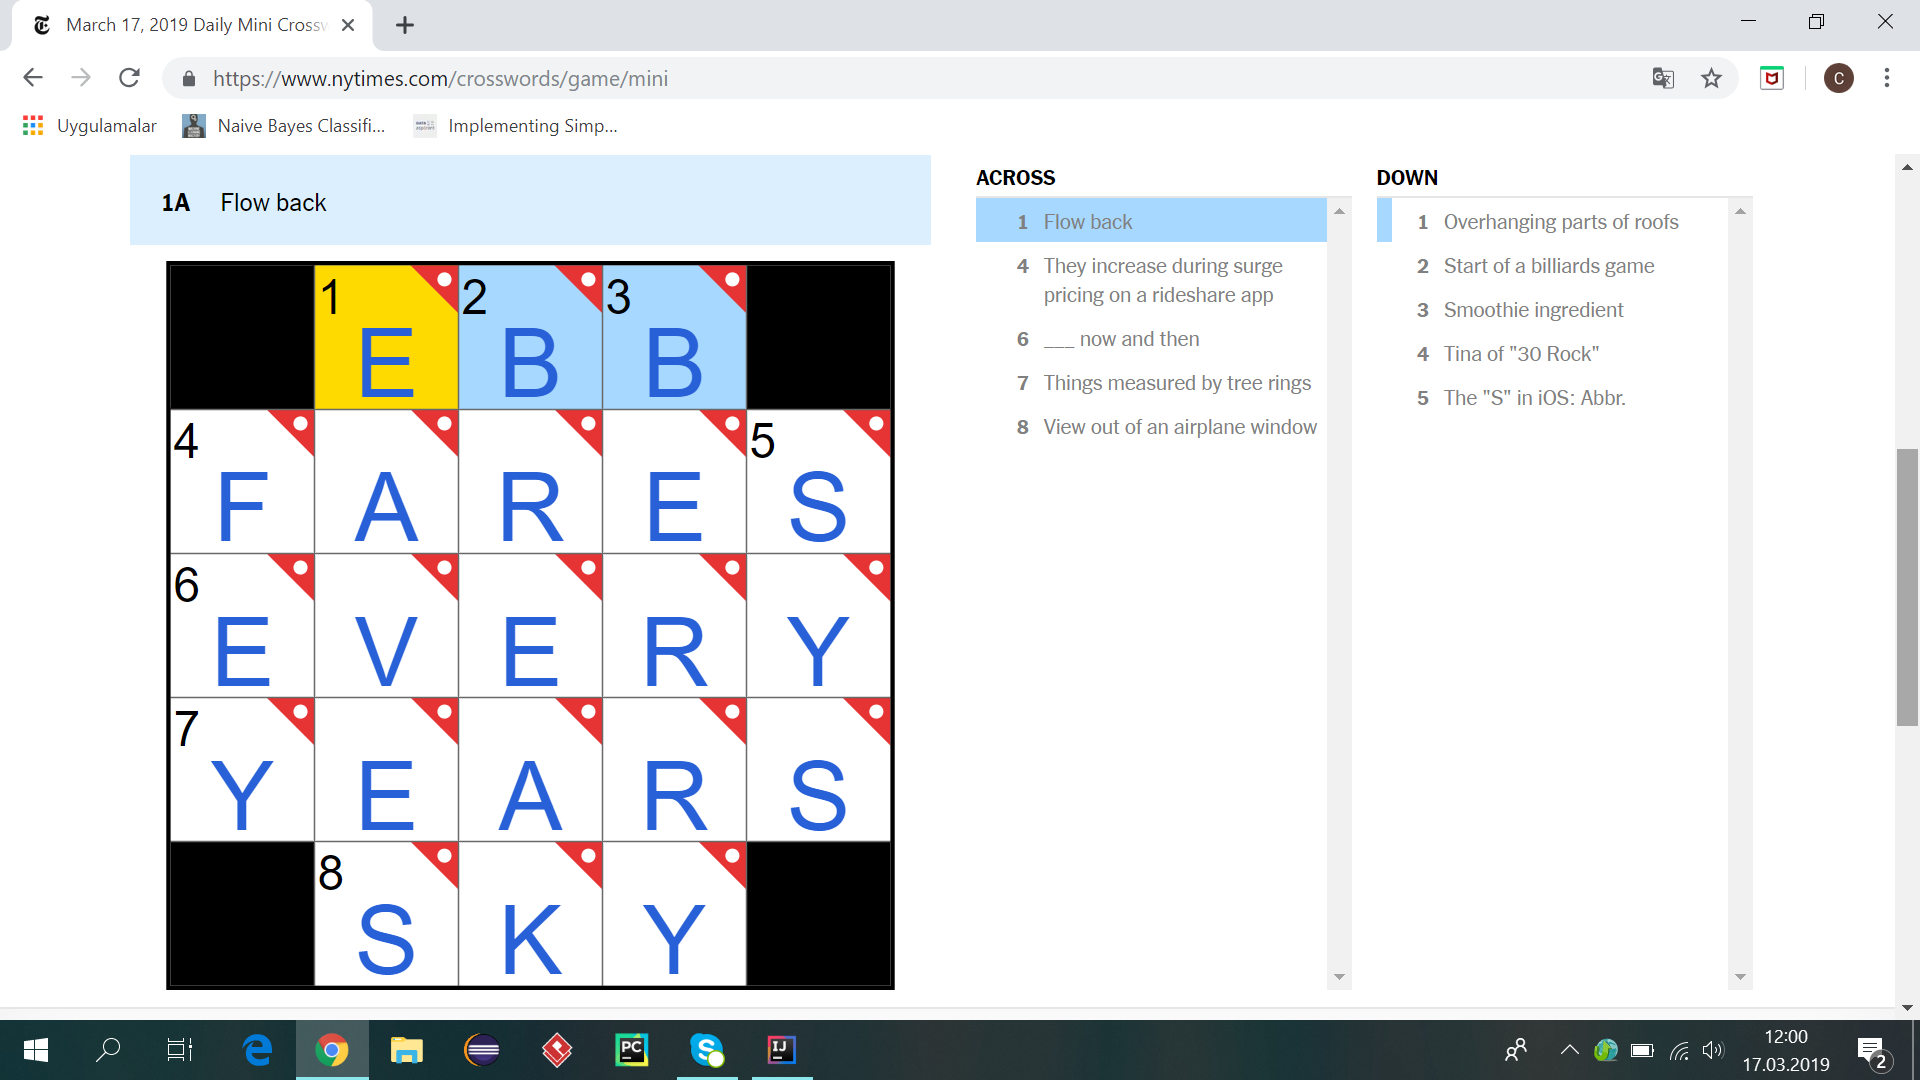 March 17, 2019 Daily Mini Crossw
https://www.nytimes.com/crosswords/game/mini
C
Uygulamalar
Naive Bayes Classifi...
Implementing Simp...
1A Flow back
1 E 2 B 3 B
4 F A R E 5 S
6 E V E R Y
7 Y E A R S
8 S K Y
ACROSS
1 Flow back
4 They increase during surge
pricing on a rideshare app
6 ___ now and then
7 Things measured by tree rings
8 View out of an airplane window
DOWN
1 Overhanging parts of roofs
2 Start of a billiards game
3 Smoothie ingredient
4 Tina of "30 Rock"
5 The "S" in iOS: Abbr.
PC
S
IJ
12:00
17.03.2019
2